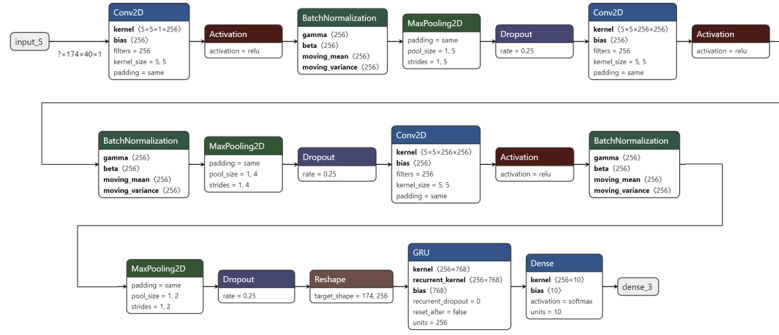 input_5
?×174×40×1
Conv2D
kernel ⟨5×5×1×256⟩
bias ⟨256⟩
filters = 256
kernel_size = 5, 5
padding = same
Activation
activation = relu
BatchNormalization
gamma ⟨256⟩
beta ⟨256⟩
moving_mean ⟨256⟩
moving_variance ⟨256⟩
MaxPooling2D
padding = same
pool_size = 1, 5
strides = 1, 5
Dropout
rate = 0.25
Conv2D
kernel ⟨5×5×256×256⟩
bias ⟨256⟩
filters = 256
kernel_size = 5, 5
padding = same
Activation
activation = relu
BatchNormalization
gamma ⟨256⟩
beta ⟨256⟩
moving_mean ⟨256⟩
moving_variance ⟨256⟩
MaxPooling2D
padding = same
pool_size = 1, 4
strides = 1, 4
Dropout
rate = 0.25
Conv2D
kernel ⟨5×5×256×256⟩
bias ⟨256⟩
filters = 256
kernel_size = 5, 5
padding = same
Activation
activation = relu
BatchNormalization
gamma ⟨256⟩
beta ⟨256⟩
moving_mean ⟨256⟩
moving_variance ⟨256⟩
MaxPooling2D
padding = same
pool_size = 1, 2
strides = 1, 2
Dropout
rate = 0.25
Reshape
target_shape = 174, 256
GRU
kernel ⟨256×768⟩
recurrent_kernel ⟨256×768⟩
bias ⟨768⟩
recurrent_dropout = 0
reset_after = false
units = 256
Dense
kernel ⟨256×10⟩
bias ⟨10⟩
activation = softmax
units = 10
dense_3